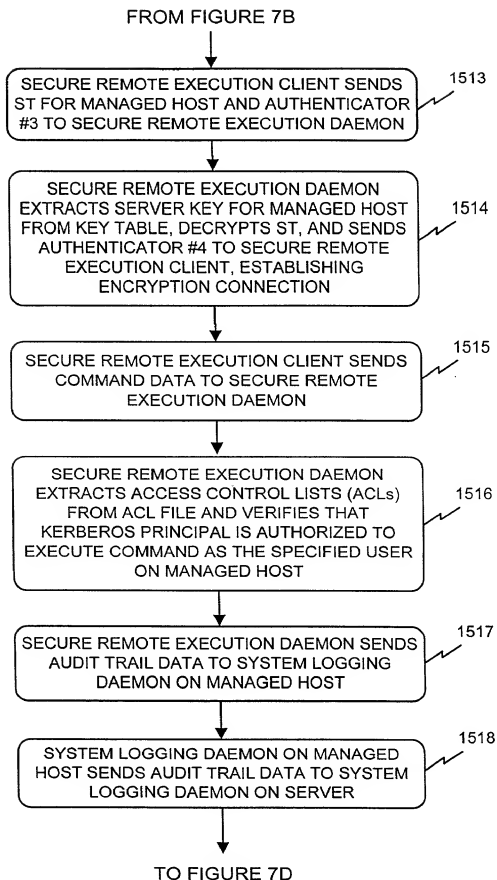 FROM FIGURE 7B
SECURE REMOTE EXECUTION CLIENT SENDS
ST FOR MANAGED HOST AND AUTHENTICATOR
#3 TO SECURE REMOTE EXECUTION DAEMON
1513
SECURE REMOTE EXECUTION DAEMON
EXTRACTS SERVER KEY FOR MANAGED HOST
FROM KEY TABLE, DECRYPTS ST, AND SENDS
AUTHENTICATOR #4 TO SECURE REMOTE
EXECUTION CLIENT, ESTABLISHING
ENCRYPTION CONNECTION
1514
SECURE REMOTE EXECUTION CLIENT SENDS
COMMAND DATA TO SECURE REMOTE
EXECUTION DAEMON
1515
SECURE REMOTE EXECUTION DAEMON
EXTRACTS ACCESS CONTROL LISTS (ACLs)
FROM ACL FILE AND VERIFIES THAT
KERBEROS PRINCIPAL IS AUTHORIZED TO
EXECUTE COMMAND AS THE SPECIFIED USER
ON MANAGED HOST
1516
SECURE REMOTE EXECUTION DAEMON SENDS
AUDIT TRAIL DATA TO SYSTEM LOGGING
DAEMON ON MANAGED HOST
1517
SYSTEM LOGGING DAEMON ON MANAGED
HOST SENDS AUDIT TRAIL DATA TO SYSTEM
LOGGING DAEMON ON SERVER
1518
TO FIGURE 7D